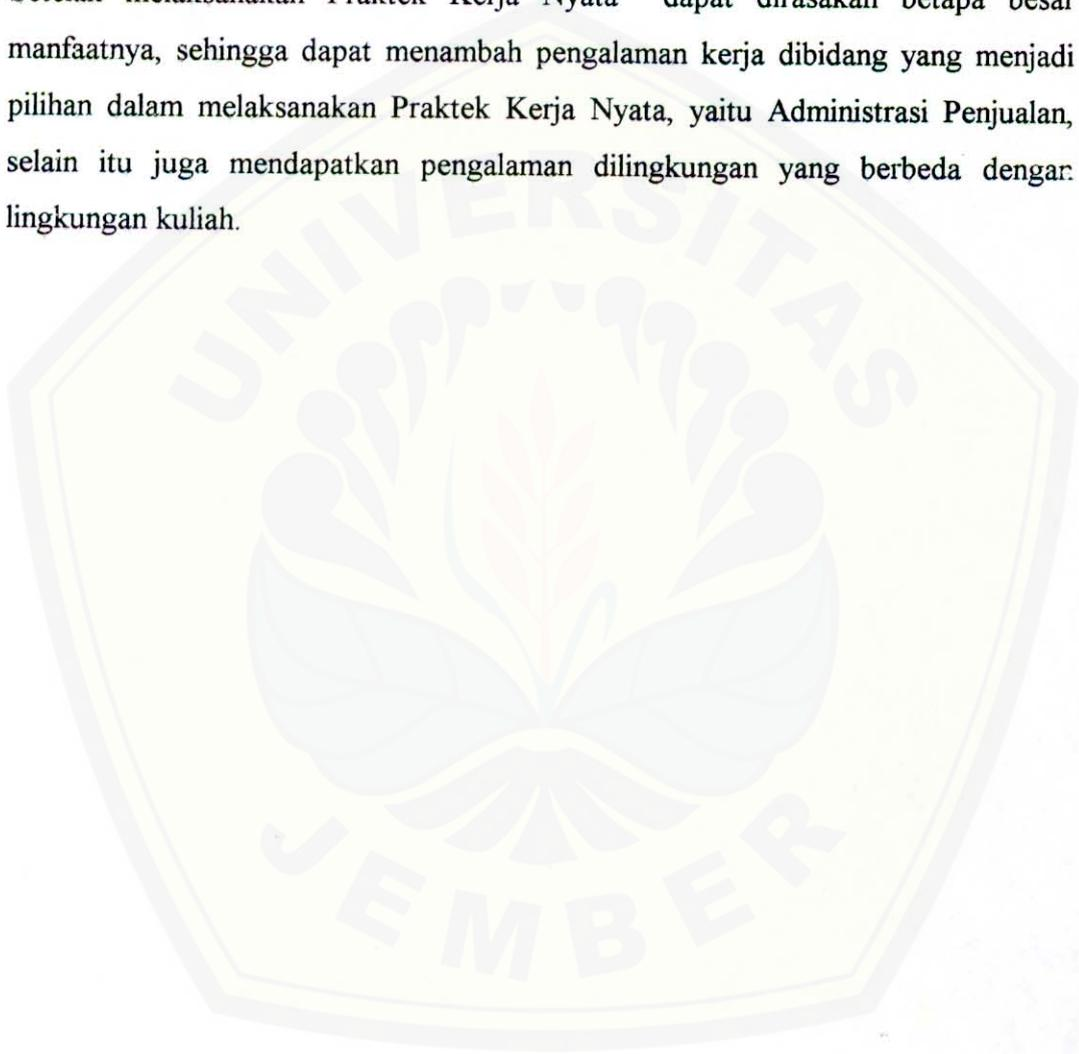 Setelah melaksanakan Praktek Kerja Nyata dapat dirasakan betapa besar
manfaatnya, sehingga dapat menambah pengalaman kerja dibidang yang menjadi
pilihan dalam melaksanakan Praktek Kerja Nyata, yaitu Administrasi Penjualan,
selain itu juga mendapatkan pengalaman dilingkungan yang berbeda dengan
lingkungan kuliah.
UNIVERSITAS
JEMBER